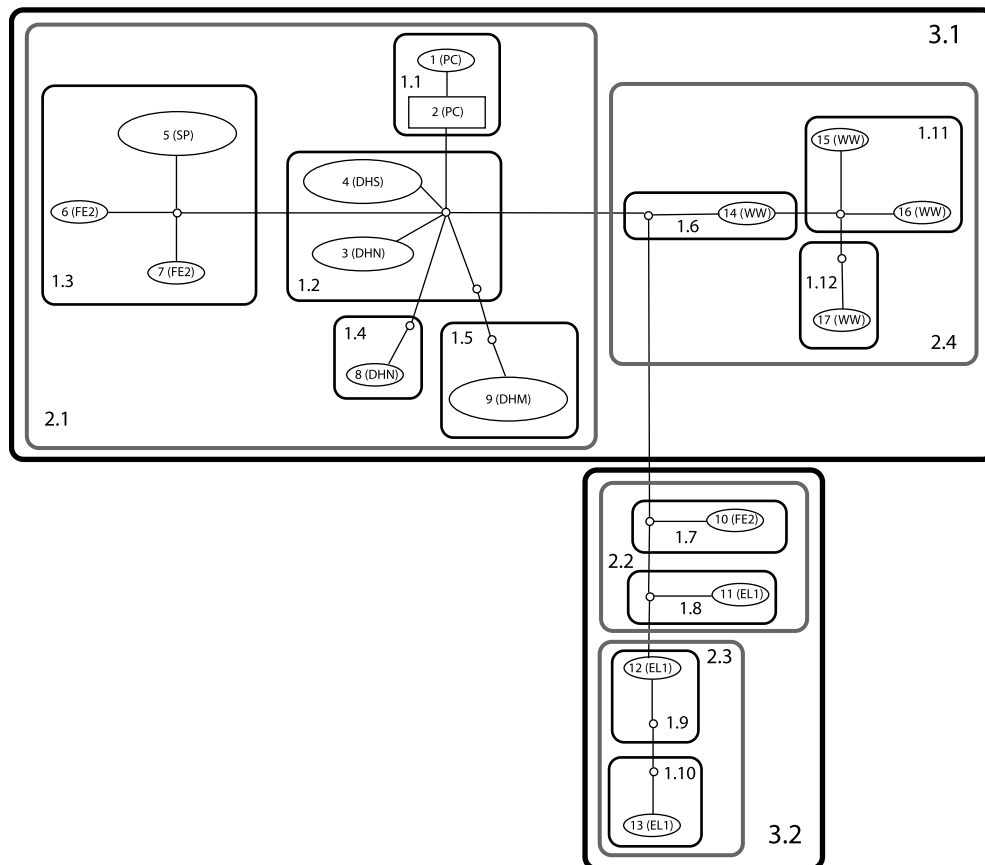 3.1
1 (PC)
1.1
2 (PC)
5 (SP)
15 (WW)
1.11
4 (DHS)
6 (FE2)
14 (WW)
16 (WW)
1.6
3 (DHN)
7 (FE2)
1.3
1.2
1.12
17 (WW)
1.4
1.5
2.4
8 (DHN)
9 (DHM)
2.1
10 (FE2)
1.7
2.2
11 (EL1)
1.8
2.3
12 (EL1)
1.9
1.10
13 (EL1)
3.2